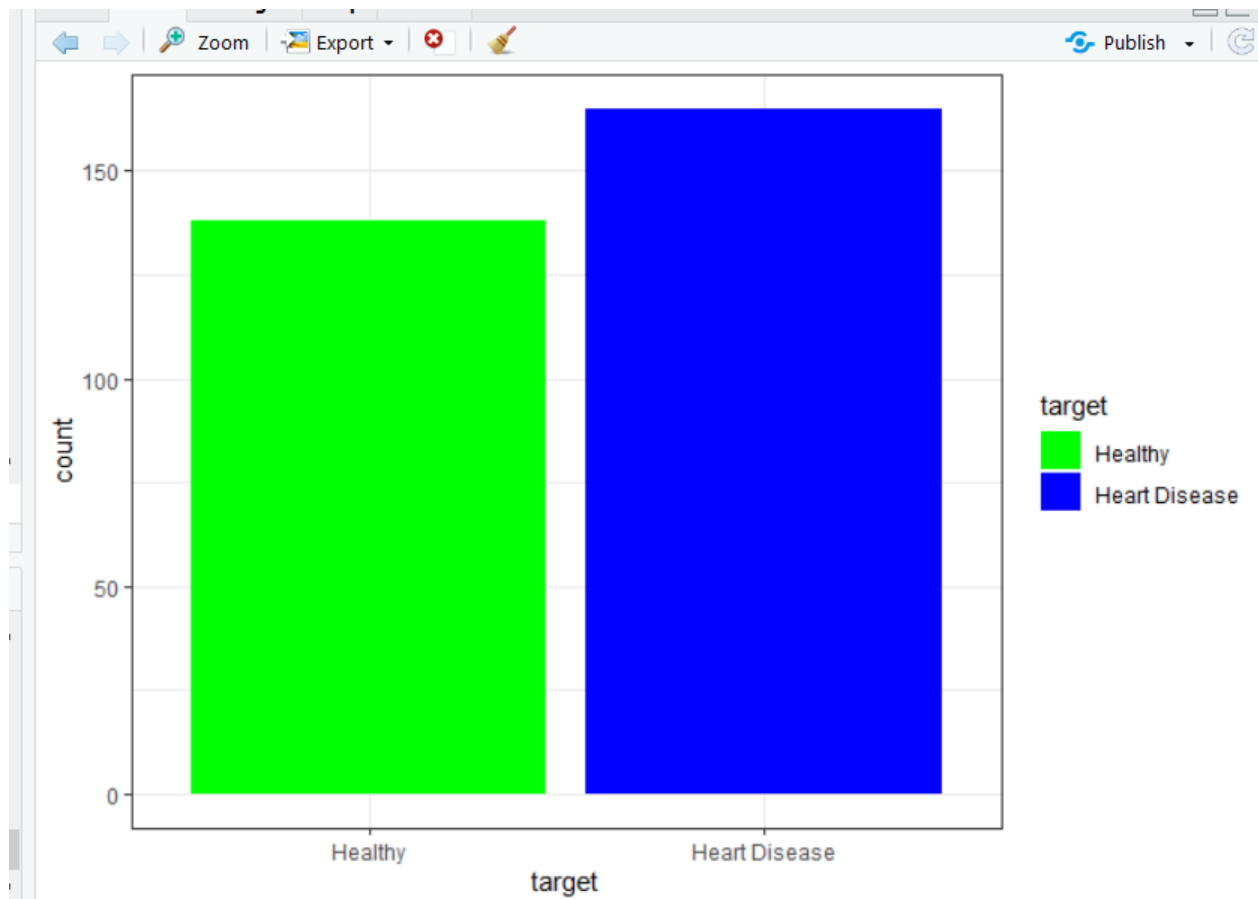 Zoom Export Publish
150
100
50
0
count
Healthy Heart Disease
target
target
Healthy
Heart Disease